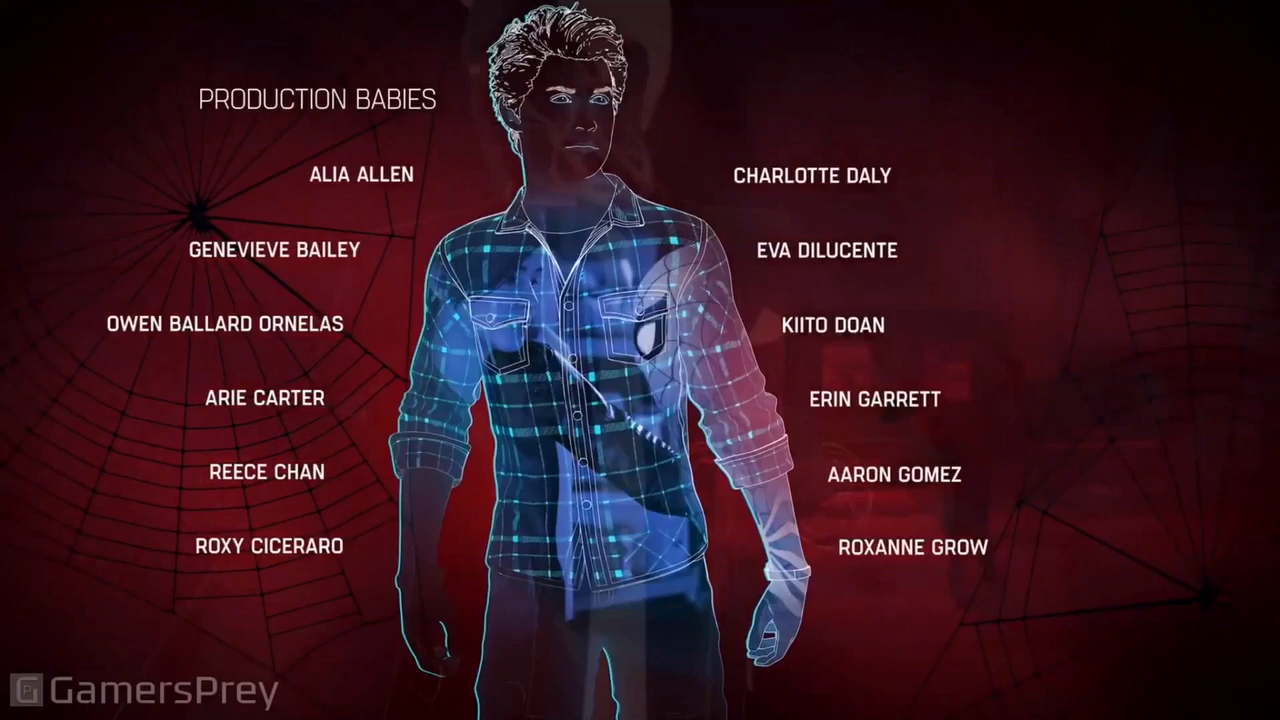 PRODUCTION BABIES
ALIA ALLEN
GENEVIEVE BAILEY
OWEN BALLARD ORNELAS
ARIE CARTER
REECE CHAN
ROXY CICERARO
CHARLOTTE DALY
EVA DILUCENTE
KIITO DOAN
ERIN GARRETT
AARON GOMEZ
ROXANNE GROW
GamersPrey